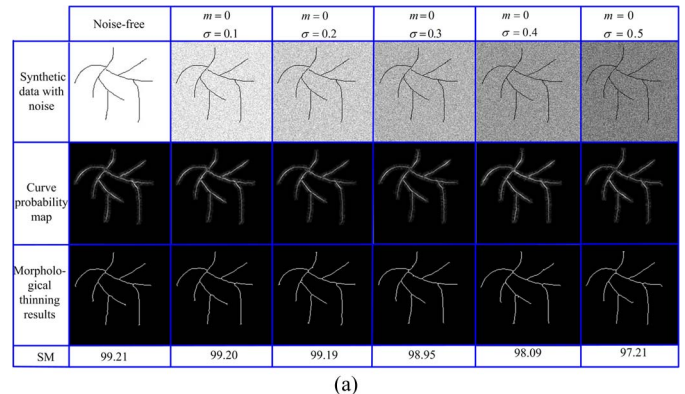 Noise-free
m = 0
σ = 0.1
m = 0
σ = 0.2
m = 0
σ = 0.3
m = 0
σ = 0.4
m = 0
σ = 0.5
Synthetic
data with
noise
Curve
probability
map
Morpholo-
gical
thinning
results
SM 99.21 99.20 99.19 98.95 98.09 97.21
(a)